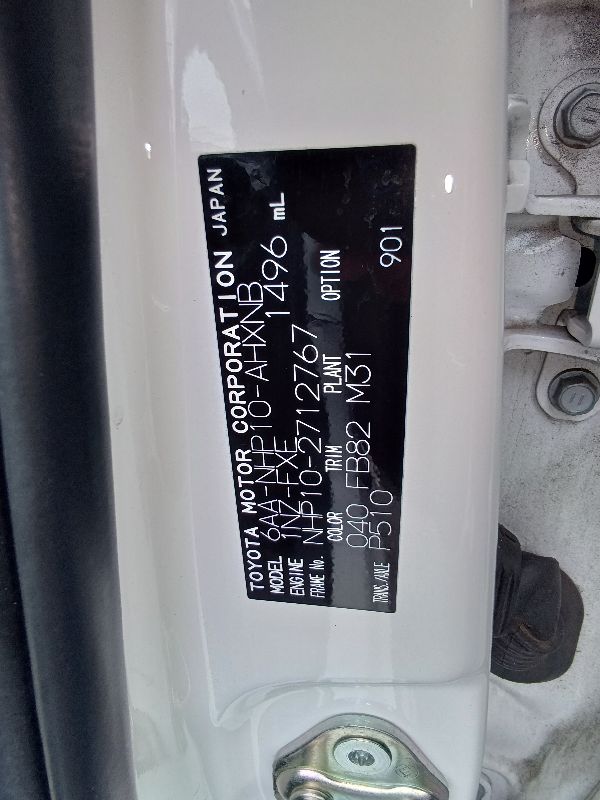 TOYOTA MOTOR CORPORATION JAPAN
MODEL 6AA-NHP10-AHXNB
ENGINE 1NZ-FXE 1496 mL
FRAME No. NHP10-2712767
COLOR TRIM PLANT OPTION
040 FB82 M31
TRANS./AXLE P510 901